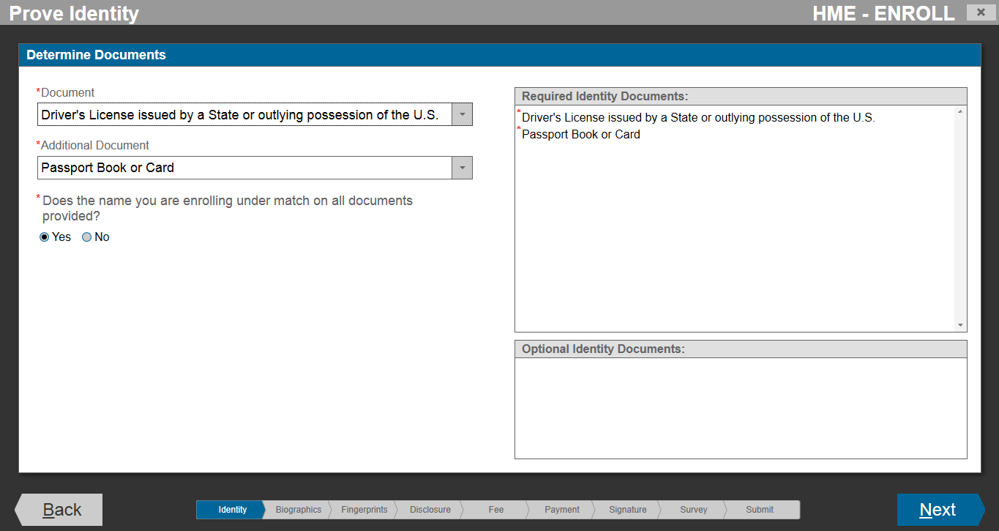 Prove Identity
HME - ENROLL
Determine Documents
*Document
Driver's License issued by a State or outlying possession of the U.S.
*Additional Document
Passport Book or Card
*Does the name you are enrolling under match on all documents
provided?
Yes No
Required Identity Documents:
*Driver's License issued by a State or outlying possession of the U.S.
*Passport Book or Card
Optional Identity Documents:
Back
Identity Biographics Fingerprints Disclosure Fee Payment Signature Survey Submit
Next